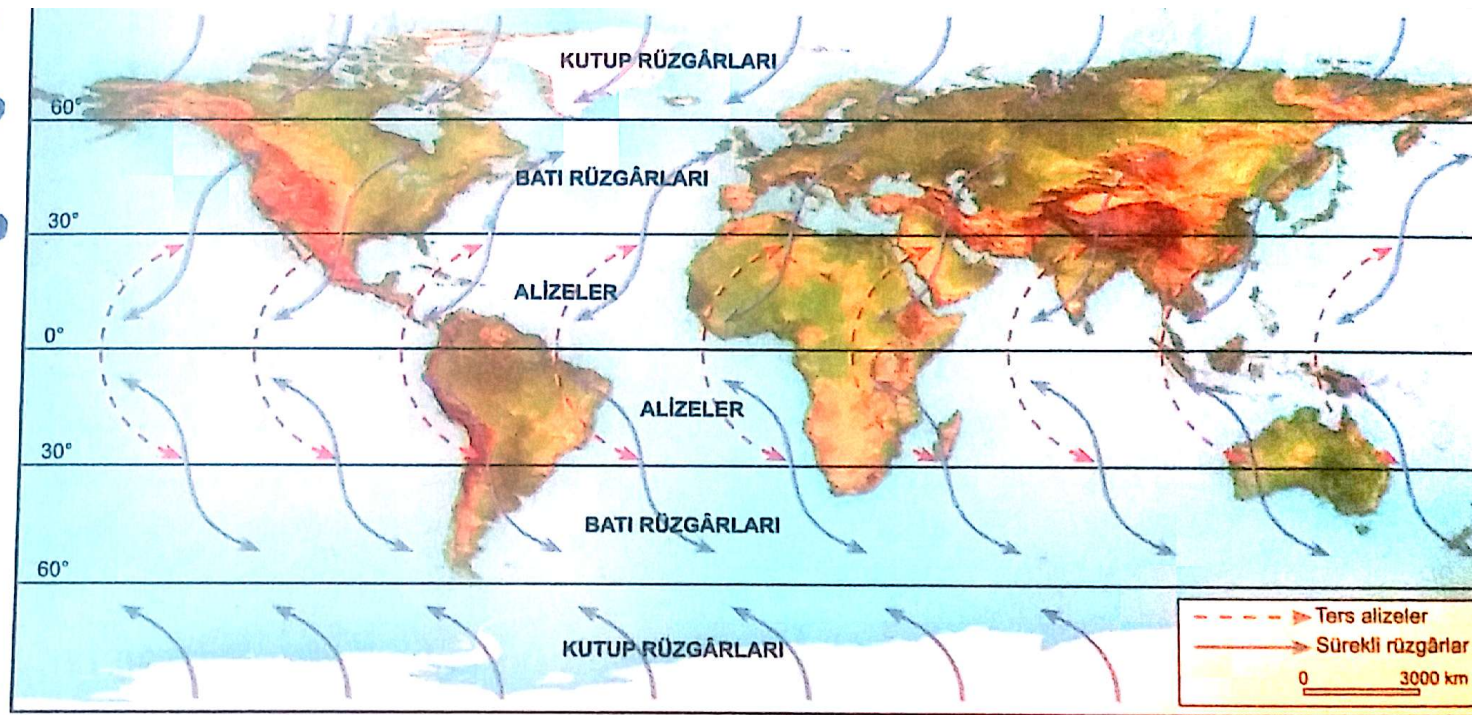 KUTUP RÜZGÂRLARI
60°
BATI RÜZGÂRLARI
30°
ALİZELER
0°
ALİZELER
30°
BATI RÜZGÂRLARI
60°
KUTUP RÜZGÂRLARI
Ters alizeler
Sürekli rüzgârlar
0 3000 km